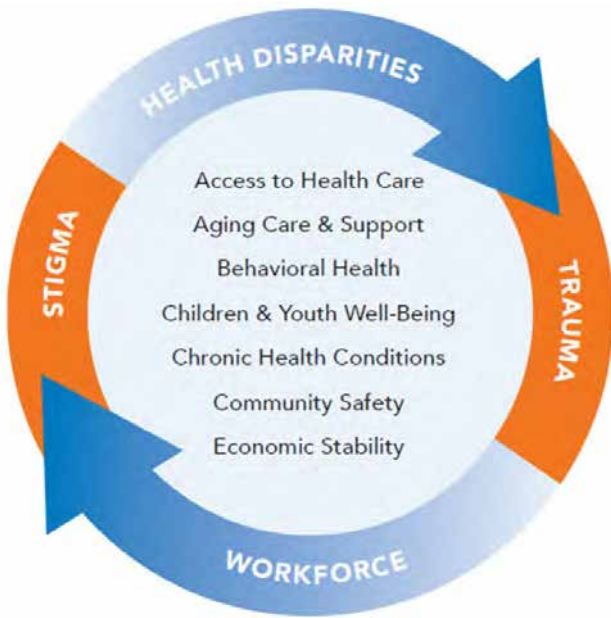 HEALTH DISPARITIES
STIGMA
TRAUMA
Access to Health Care
Aging Care & Support
Behavioral Health
Children & Youth Well-Being
Chronic Health Conditions
Community Safety
Economic Stability
WORKFORCE